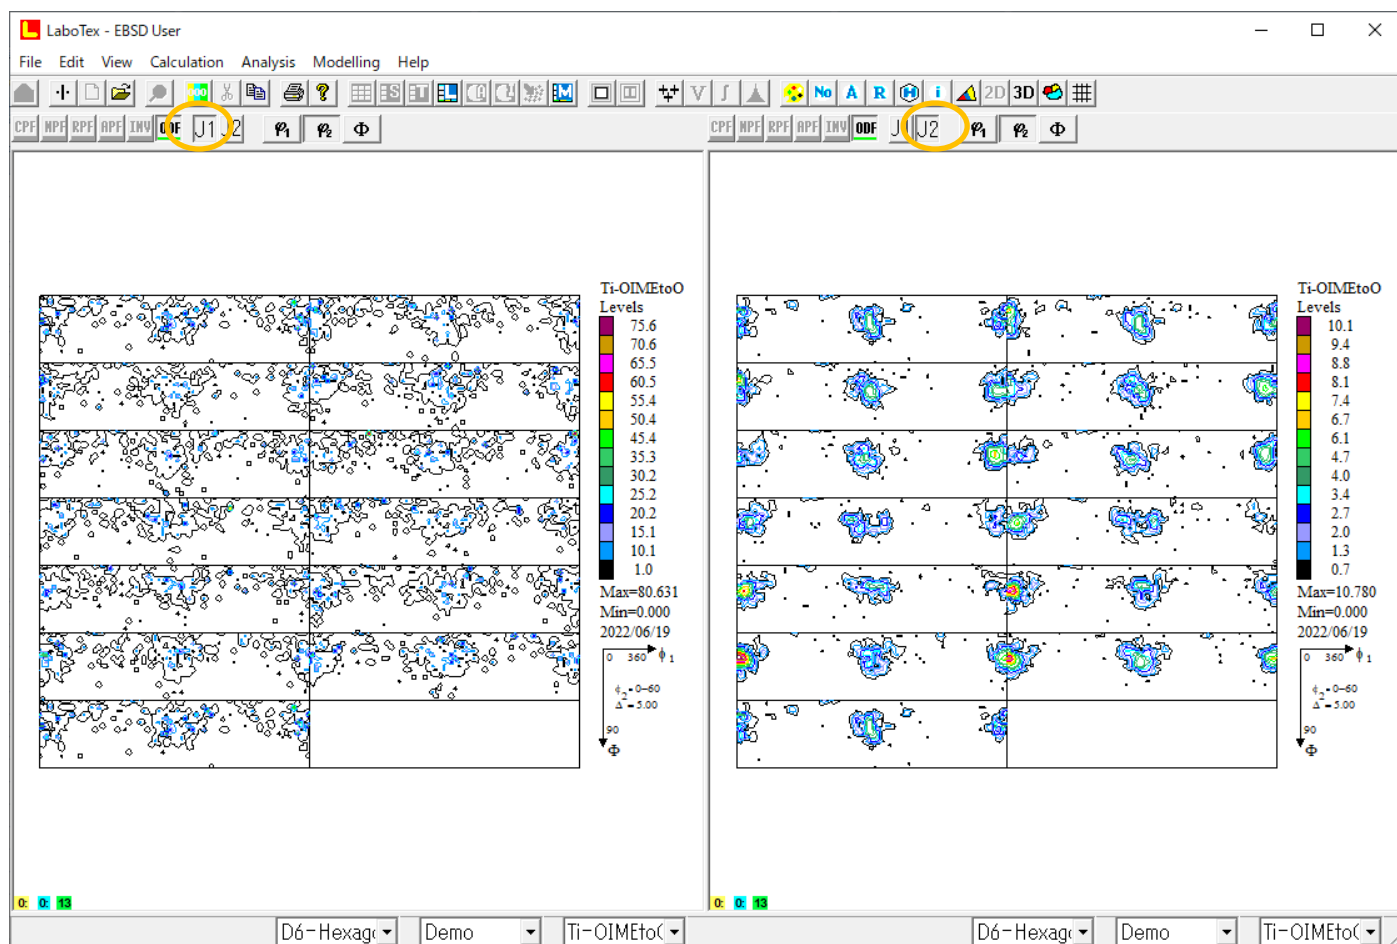 LaboTex - EBSD User
File Edit View Calculation Analysis Modelling Help
No A R i 2D 3D
CPF NPF RPF APF INV ODF J1 J2 φ1 φ2 Φ
CPF NPF RPF APF INV ODF J2 φ1 φ2 Φ
Ti-OIMEtoO
Levels
75.6
70.6
65.5
60.5
55.4
50.4
45.4
35.3
30.2
25.2
20.2
15.1
10.1
1.0
Max=80.631
Min=0.000
2022/06/19
0 360 ϕ1
ϕ2=0-60
Δ=5.00
90
Φ
Ti-OIMEtoO
Levels
10.1
9.4
8.8
8.1
7.4
6.7
6.1
4.7
4.0
3.4
2.7
2.0
1.3
0.7
Max=10.780
Min=0.000
2022/06/19
0 360 ϕ1
ϕ2=0-60
Δ=5.00
90
Φ
0: 0: 13
0: 0: 13
D6-Hexag Demo Ti-OIMEto
D6-Hexag Demo Ti-OIMEto